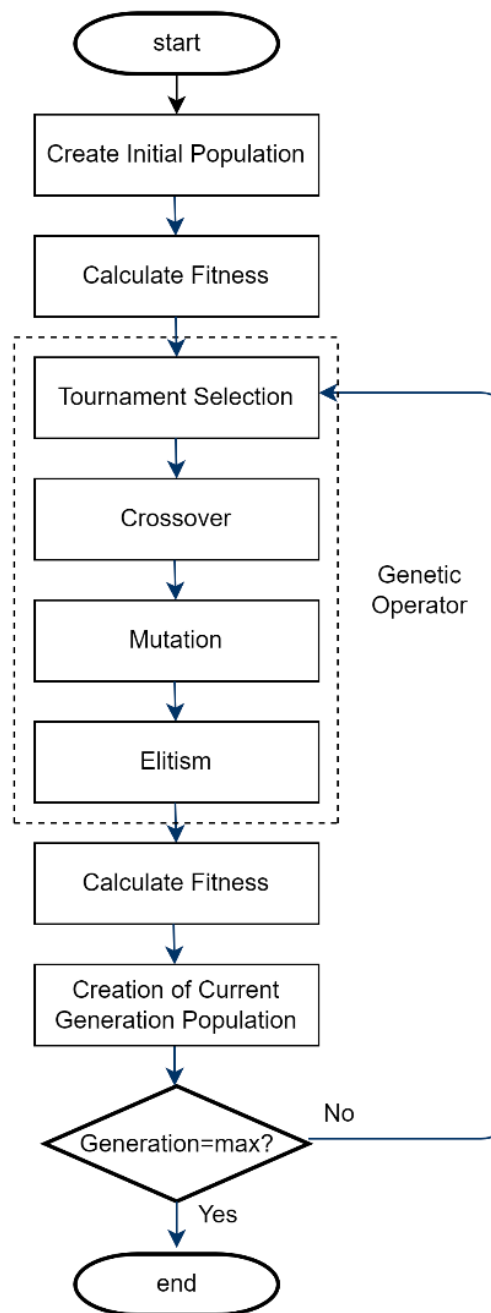 start
Create Initial Population
Calculate Fitness
Tournament Selection
Crossover
Genetic
Operator
Mutation
Elitism
Calculate Fitness
Creation of Current
Generation Population
Generation=max?
No
Yes
end